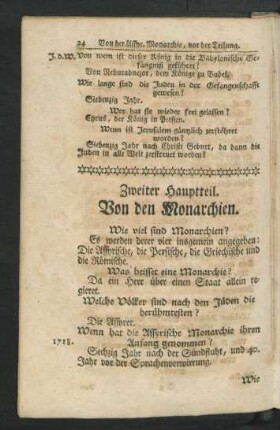 24 Von der Assyr. Monarchie, vor der Teilung.
J. d. W. Von wem ist dieser König in die Babylonische Ge-
fängniß geführet?
Von Nebucadnezar, dem Könige zu Babel.
Wie lange sind die Juden in der Gefangenschafft
gewesen?
Siebenzig Jahr.
Wer hat sie wieder frei gelassen?
Cyrus, der König in Persien.
Wenn ist Jerusalem gäntzlich zerstöhret
worden?
Siebenzig Jahr nach Christi Geburt, da dann die
Juden in alle Welt zerstreuet worden?
Zweiter Hauptteil.
Von den Monarchien.
Wie viel sind Monarchien?
Es werden derer vier insgemein angegeben:
Die Assyrische, die Persische, die Griechische und
die Römische.
Was heisset eine Monarchie?
Da ein Herr über einen Staat allein re-
gieret.
Welche Völker sind nach den Jüden die
berühmtesten?
Die Assyrer.
Wenn hat die Assyrische Monarchie ihren
1718. Anfang genommen?
Sechzig Jahr nach der Sündfluht, und 40.
Jahr vor der Sprachenverwirrung.
Wie